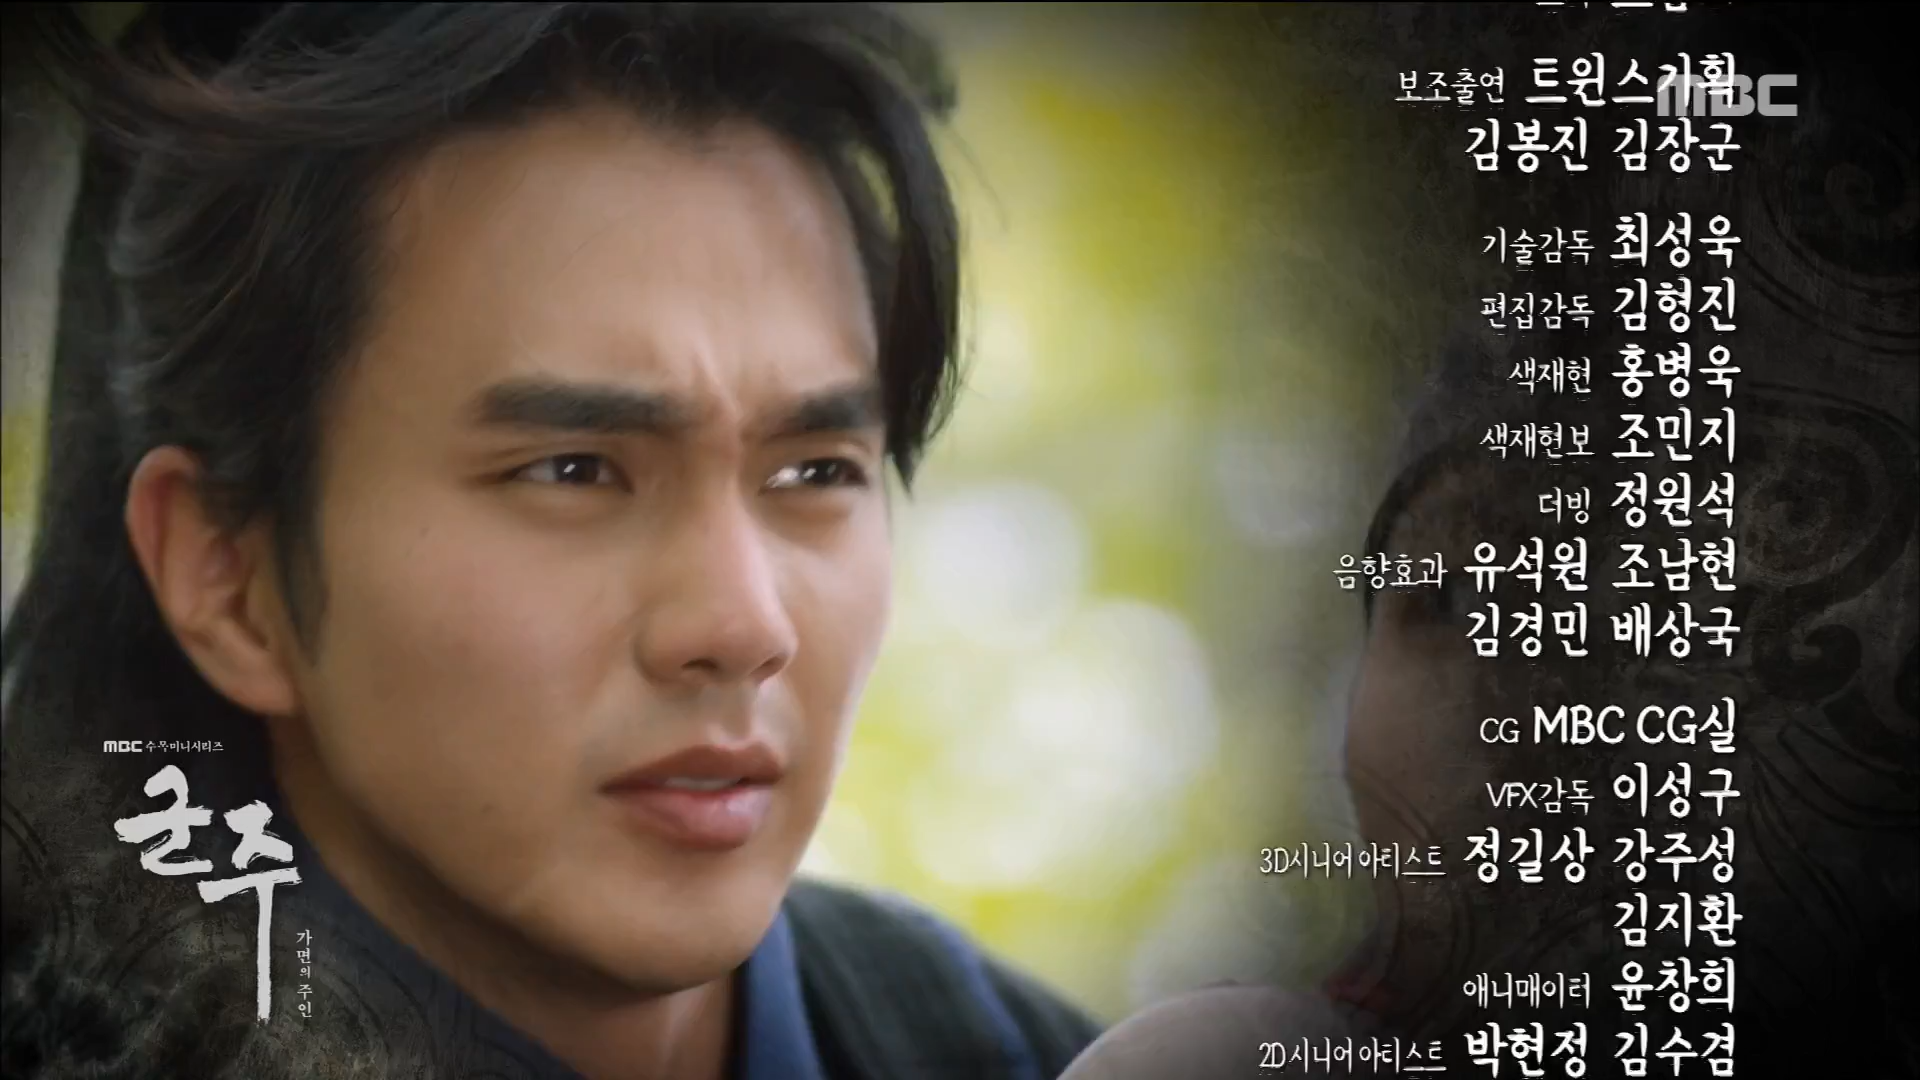 보조출연 트윈스기획
MBC
김봉진 김장군
기술감독 최성욱
편집감독 김형진
색재현 홍병욱
색재현보 조민지
더빙 정원석
음향효과 유석원 조남현
김경민 배상국
CG MBC CG실
VFX감독 이성구
3D시니어아티스트 정길상 강주성
김지환
애니매이터 윤창희
2D시니어아티스트 박현정 김수겸
MBC 수목미니시리즈
군주
가면의 주인